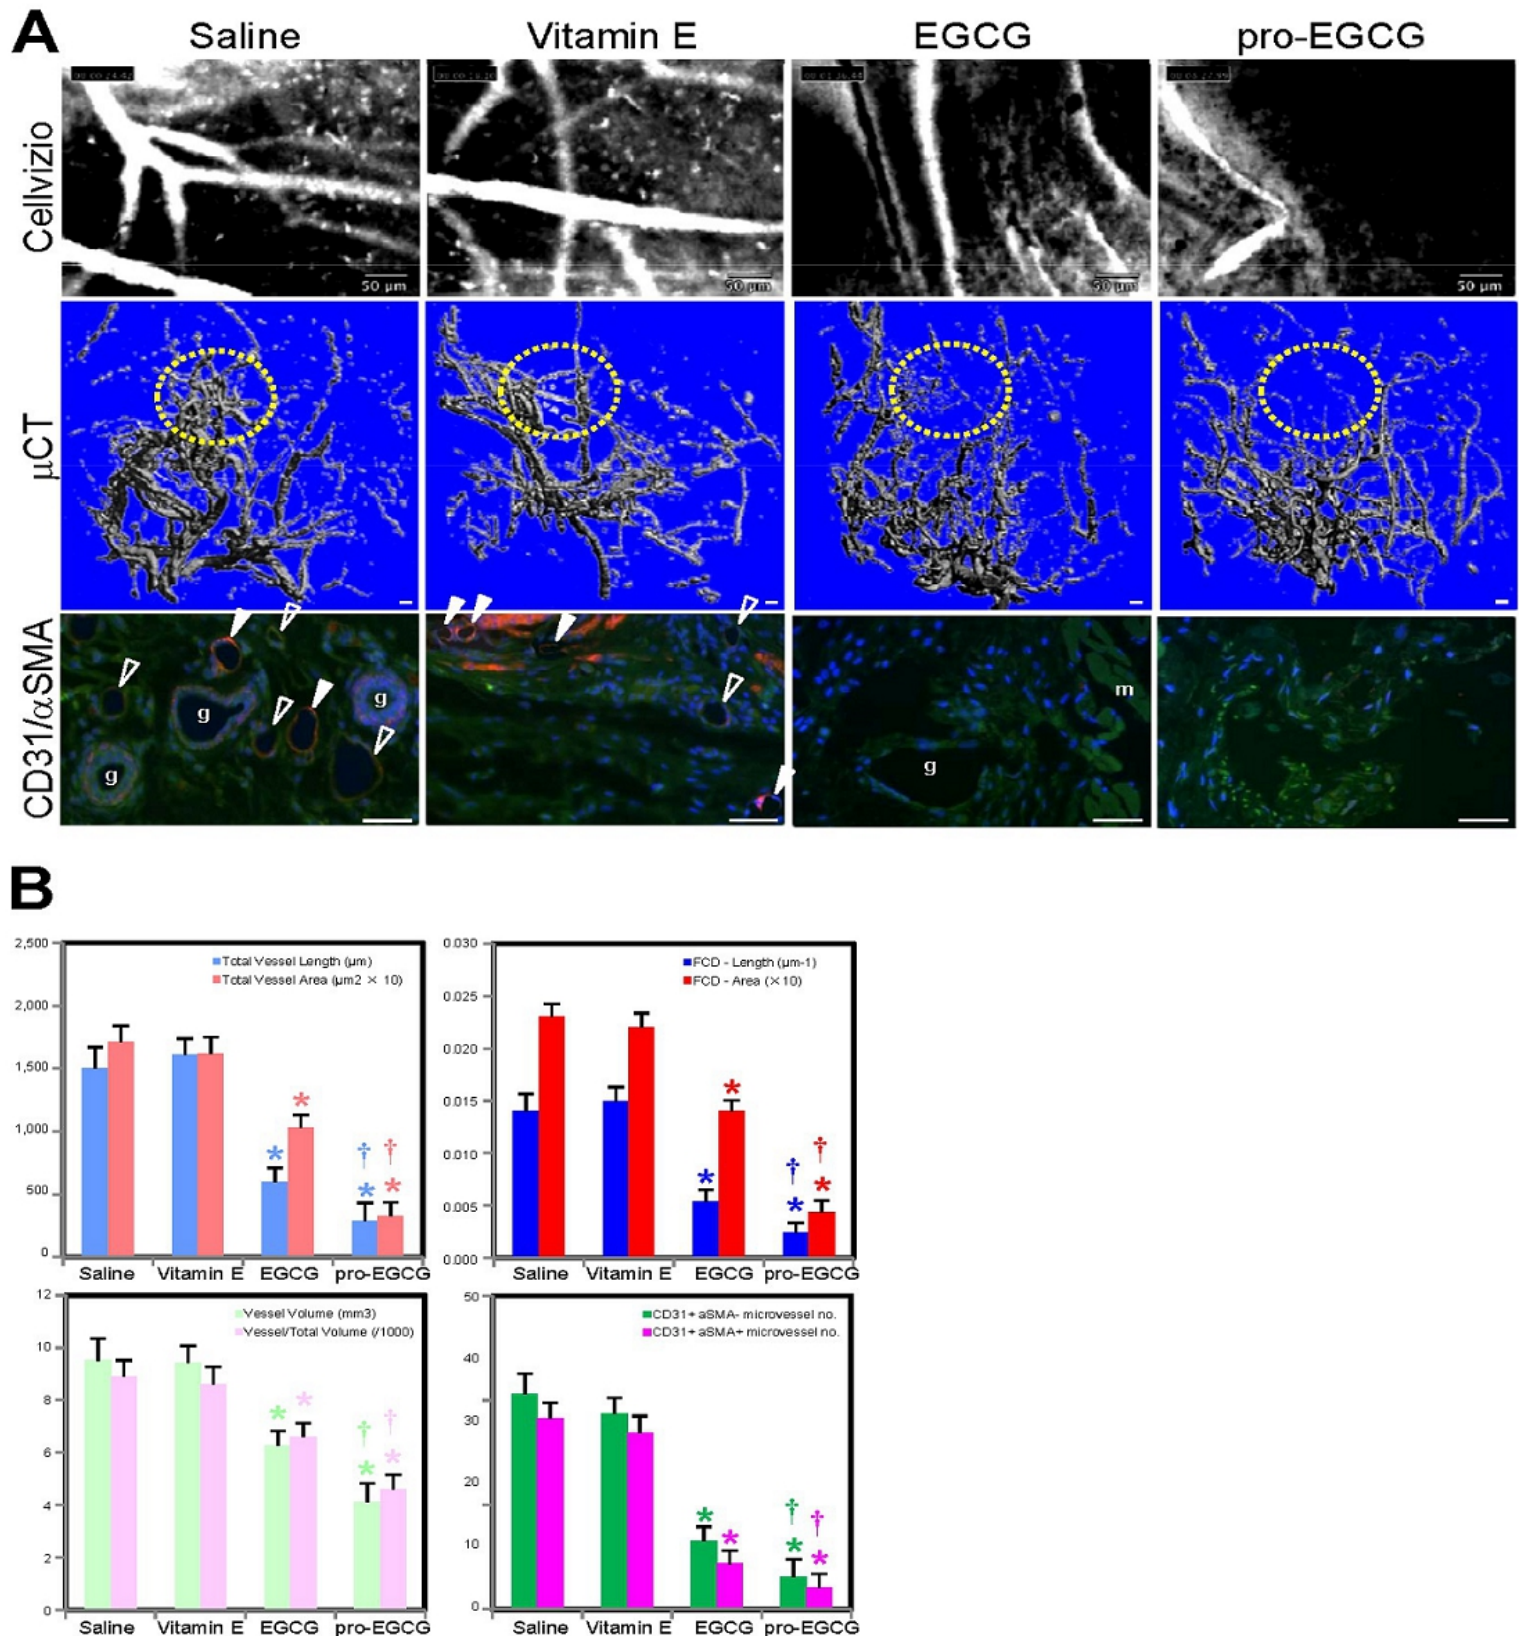 A
Saline Vitamin E EGCG pro-EGCG
Cellvizio
50 µm 50 µm 50 µm 50 µm
µCT
CD31/αSMA
g g g
g m
B
2,500
2,000
1,500
1,000
500
0
Total Vessel Length (µm)
Total Vessel Area (µm2 × 10)
* * † * † *
Saline Vitamin E EGCG pro-EGCG
0.030
0.025
0.020
0.015
0.010
0.005
0.000
FCD - Length (µm-1)
FCD - Area (×10)
* * † * † *
Saline Vitamin E EGCG pro-EGCG
12
10
8
6
4
2
0
Vessel Volume (mm3)
Vessel/Total Volume (/1000)
* * † * † *
Saline Vitamin E EGCG pro-EGCG
50
40
30
20
10
0
CD31+ aSMA- microvessel no.
CD31+ aSMA+ microvessel no.
* * † * † *
Saline Vitamin E EGCG pro-EGCG